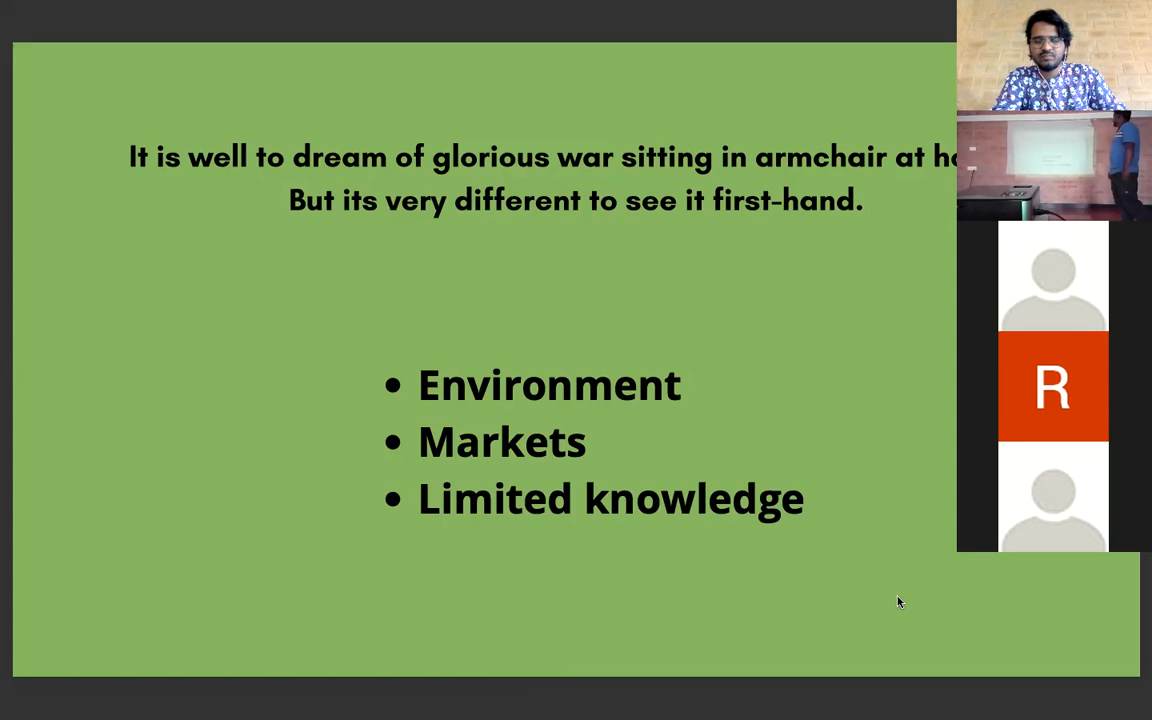 It is well to dream of glorious war sitting in armchair at
But its very different to see it first-hand.
• Environment
• Markets
• Limited knowledge
R